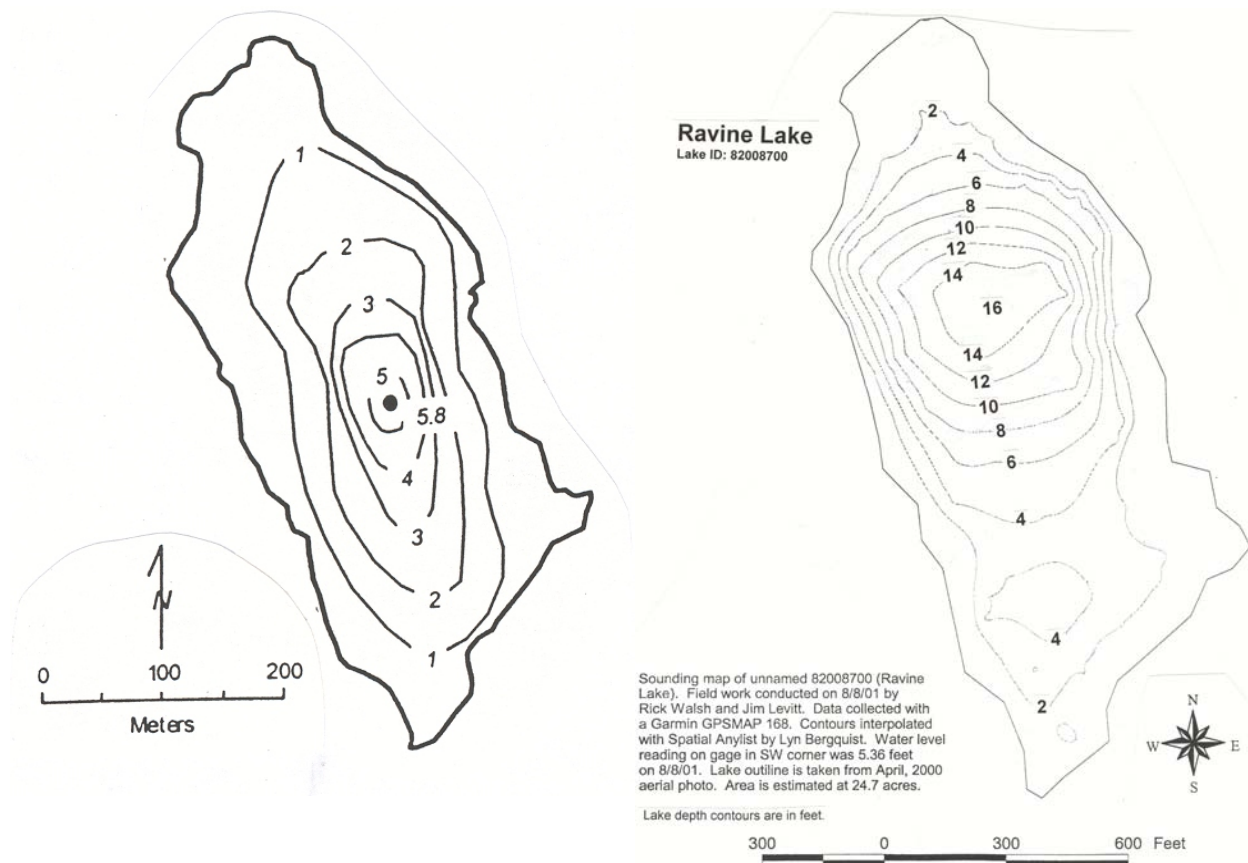 1
2
3
5
5.8
4
3
2
1
N
0 100 200
Meters
Ravine Lake
Lake ID: 82008700
2
4
6
8
10
12
14
16
14
12
10
8
6
4
4
2
Sounding map of unnamed 82008700 (Ravine
Lake). Field work conducted on 8/8/01 by
Rick Walsh and Jim Levitt. Data collected with
a Garmin GPSMAP 168. Contours interpolated
with Spatial Anylist by Lyn Bergquist. Water level
reading on gage in SW corner was 5.36 feet
on 8/8/01. Lake outiline is taken from April, 2000
aerial photo. Area is estimated at 24.7 acres.
Lake depth contours are in feet.
N
W E
S
300 0 300 600 Feet